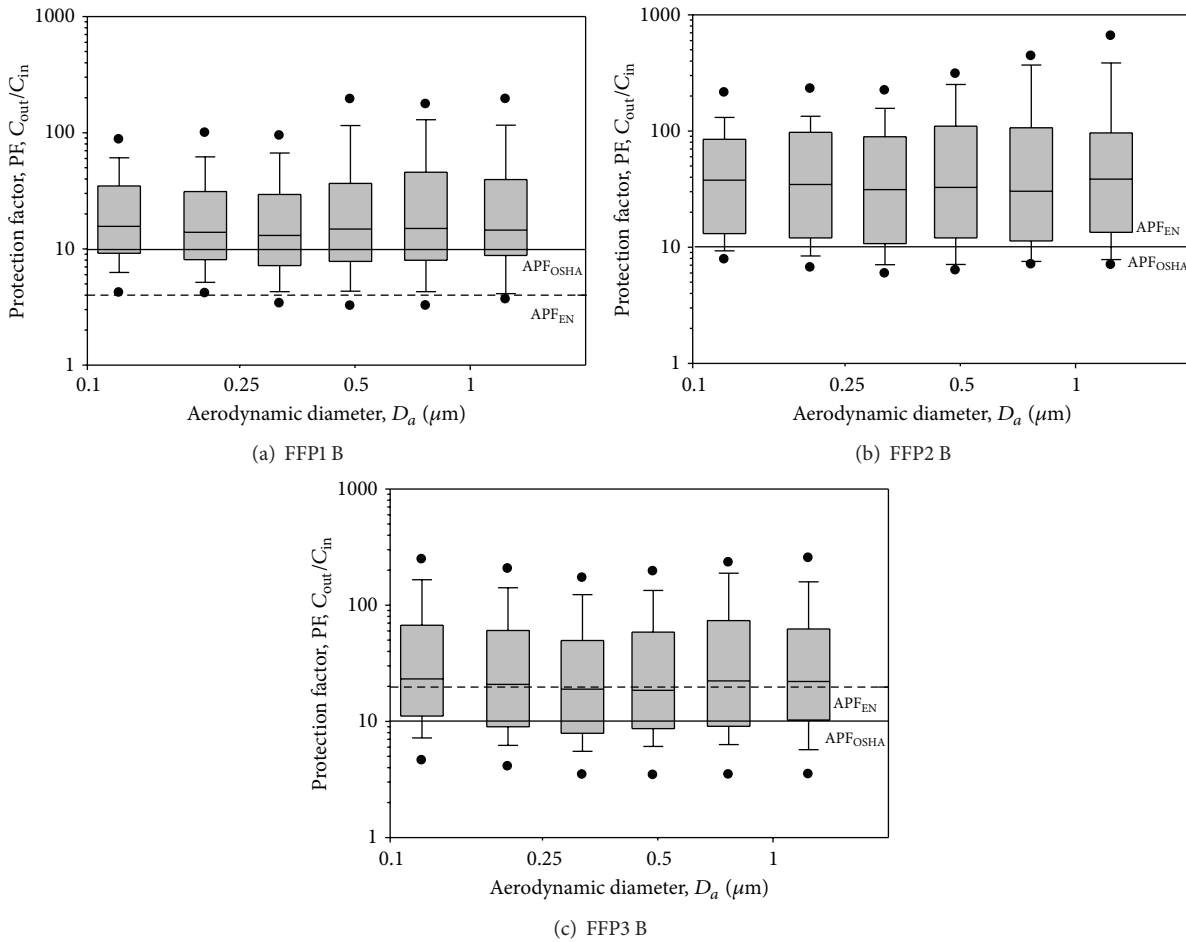 1000
100
10
1
Protection factor, PF, C_out/C_in
APF_OSHA
APF_EN
0.1 0.25 0.5 1
Aerodynamic diameter, D_a (μm)
(a) FFP1 B
1000
100
10
1
Protection factor, PF, C_out/C_in
APF_EN
APF_OSHA
0.1 0.25 0.5 1
Aerodynamic diameter, D_a (μm)
(b) FFP2 B
1000
100
10
1
Protection factor, PF, C_out/C_in
APF_EN
APF_OSHA
0.1 0.25 0.5 1
Aerodynamic diameter, D_a (μm)
(c) FFP3 B